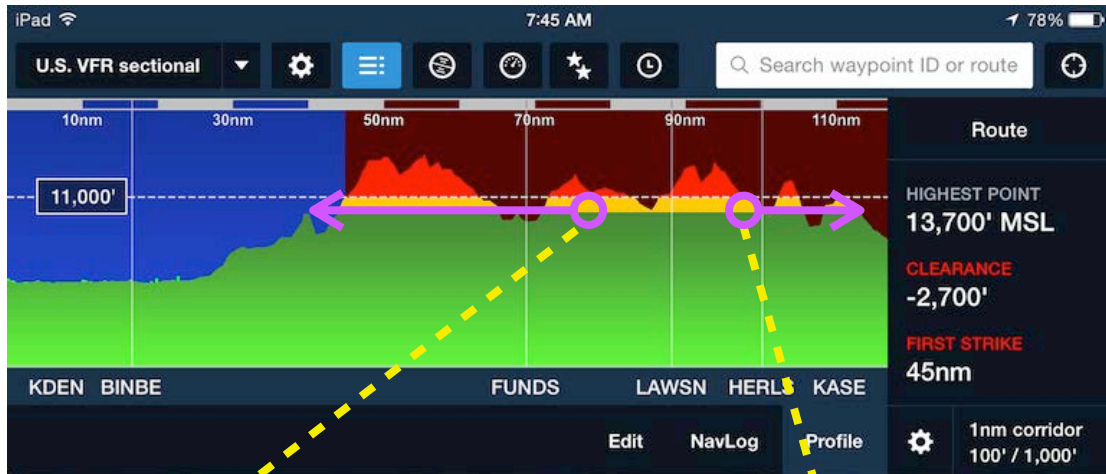 iPad 7:45 AM 78%
U.S. VFR sectional Search waypoint ID or route
10nm 30nm 50nm 70nm 90nm 110nm
Route
11,000'
HIGHEST POINT
13,700' MSL
CLEARANCE
-2,700'
FIRST STRIKE
45nm
KDEN BINBE FUNDS LAWSN HERLS KASE
Edit NavLog Profile
1nm corridor
100' / 1,000'